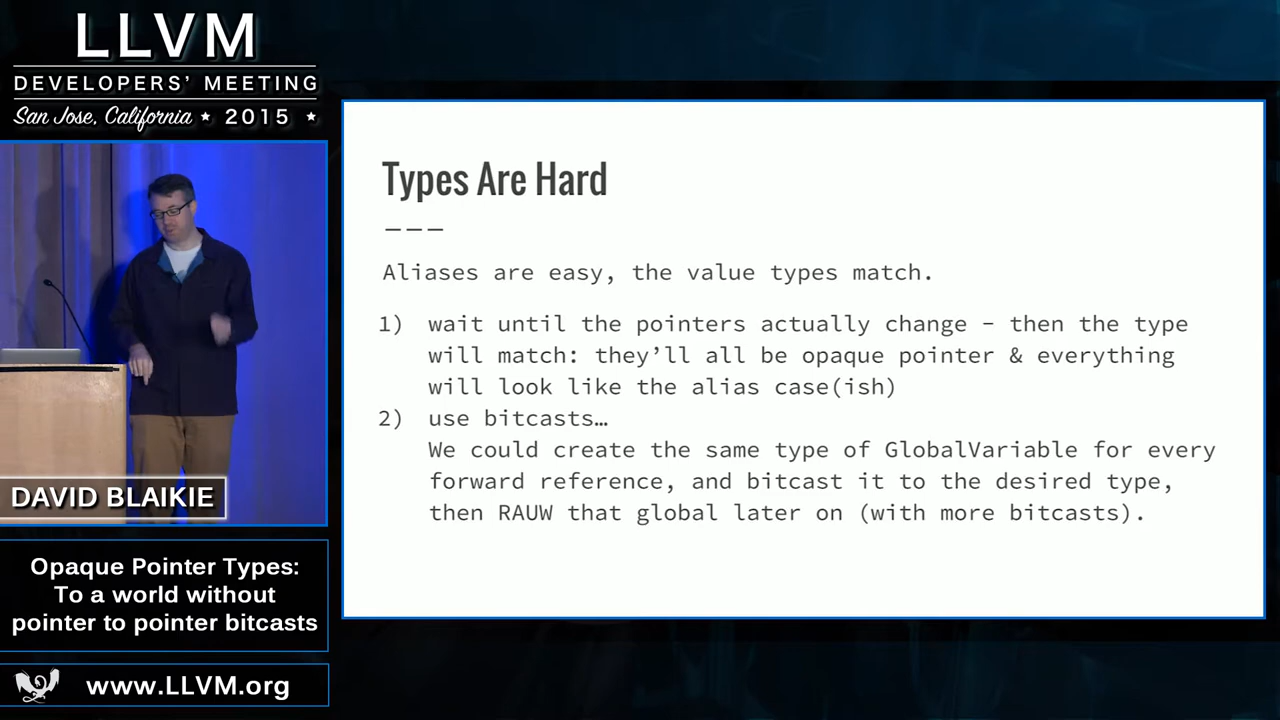 LLVM
DEVELOPERS' MEETING
San Jose, California ★ 2015 ★
DAVID BLAIKIE
Opaque Pointer Types:
To a world without
pointer to pointer bitcasts
www.LLVM.org
Types Are Hard
———
Aliases are easy, the value types match.
1) wait until the pointers actually change – then the type
will match: they’ll all be opaque pointer & everything
will look like the alias case(ish)
2) use bitcasts…
We could create the same type of GlobalVariable for every
forward reference, and bitcast it to the desired type,
then RAUW that global later on (with more bitcasts).